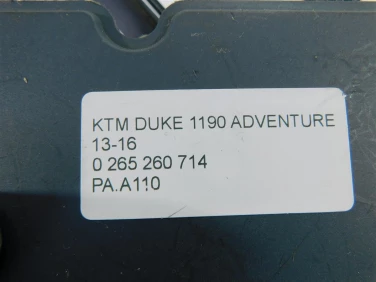 KTM DUKE 1190 ADVENTURE
13-16
0 265 260 714
PA.A110